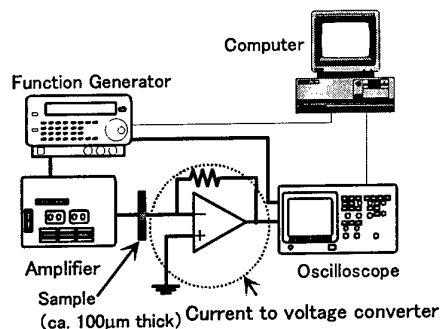 Computer
Function Generator
Amplifier
Oscilloscope
Sample
(ca. 100μm thick)
Current to voltage converter